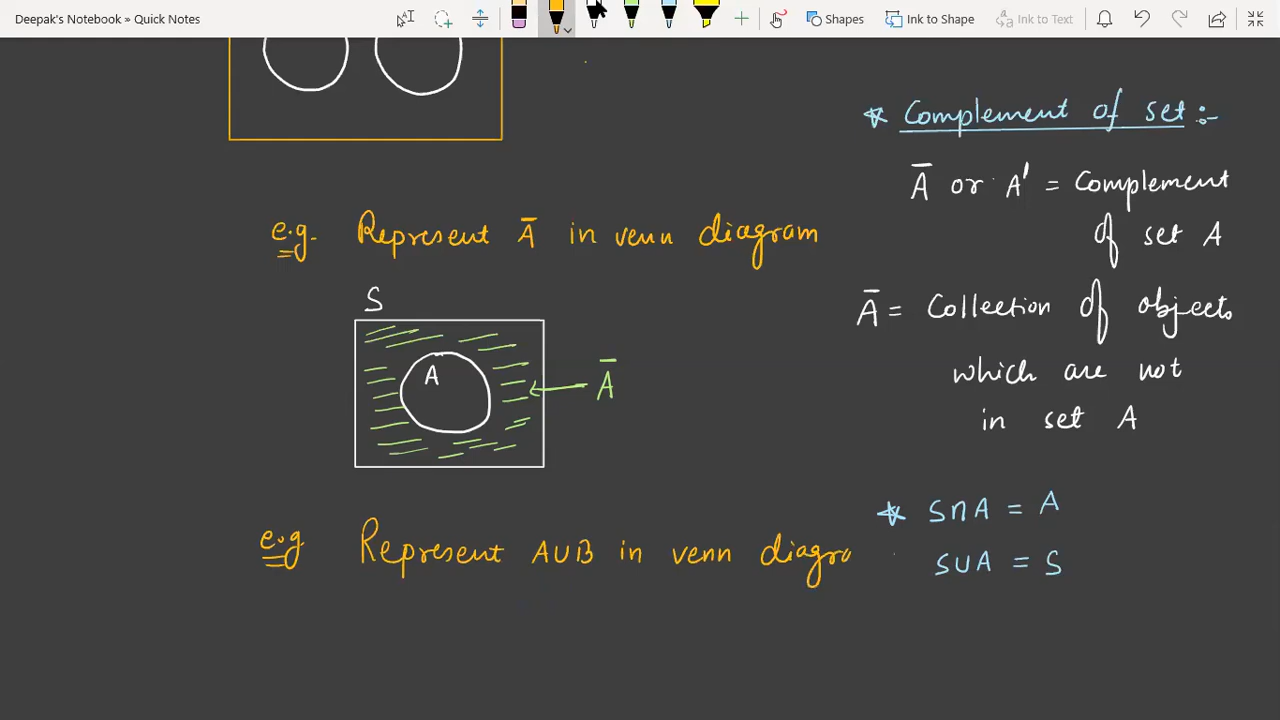 Deepak's Notebook » Quick Notes
Shapes
Ink to Shape
Ink to Text
* Complement of set :-
Ā or A' = Complement
of set A
e.g. Represent Ā in venn diagram
S
A
Ā
Ā = Collection of objects
which are not
in set A
* S∩A = A
S∪A = S
e.g Represent A∪B in venn diagra